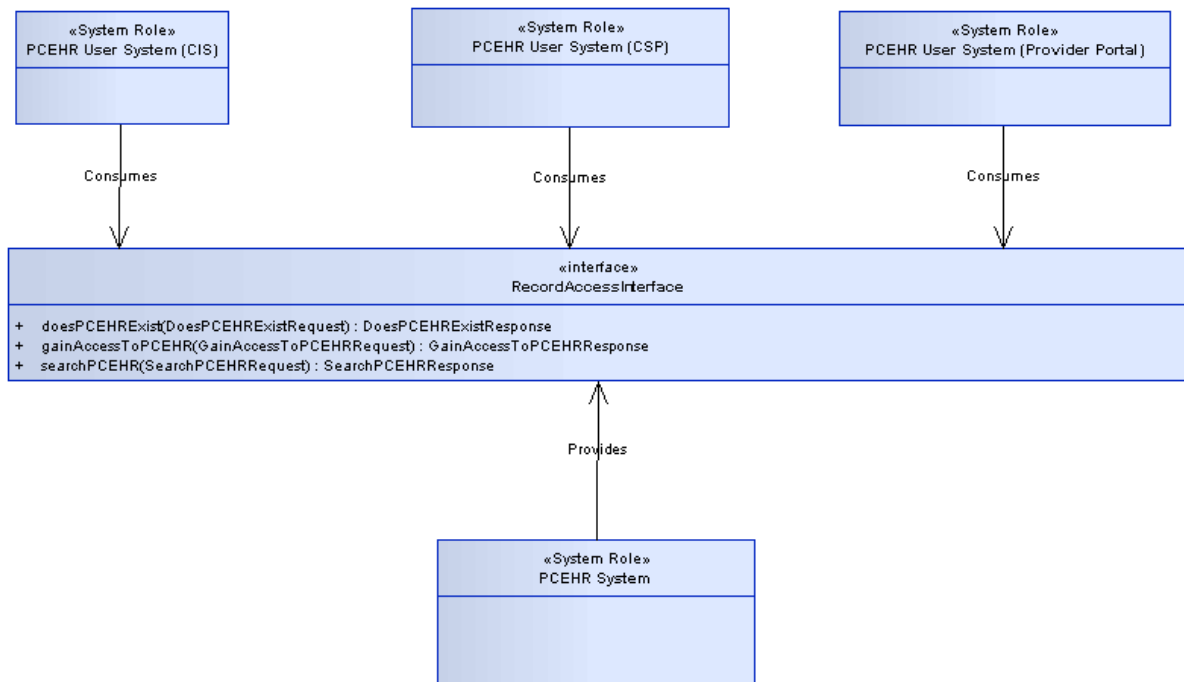 «System Role»
PCEHR User System (CIS)
«System Role»
PCEHR User System (CSP)
«System Role»
PCEHR User System (Provider Portal)
Consumes
Consumes
Consumes
«interface»
RecordAccessInterface
+ doesPCEHRExist(DoesPCEHRExistRequest) : DoesPCEHRExistResponse
+ gainAccessToPCEHR(GainAccessToPCEHRRequest) : GainAccessToPCEHRResponse
+ searchPCEHR(SearchPCEHRRequest) : SearchPCEHRResponse
Provides
«System Role»
PCEHR System